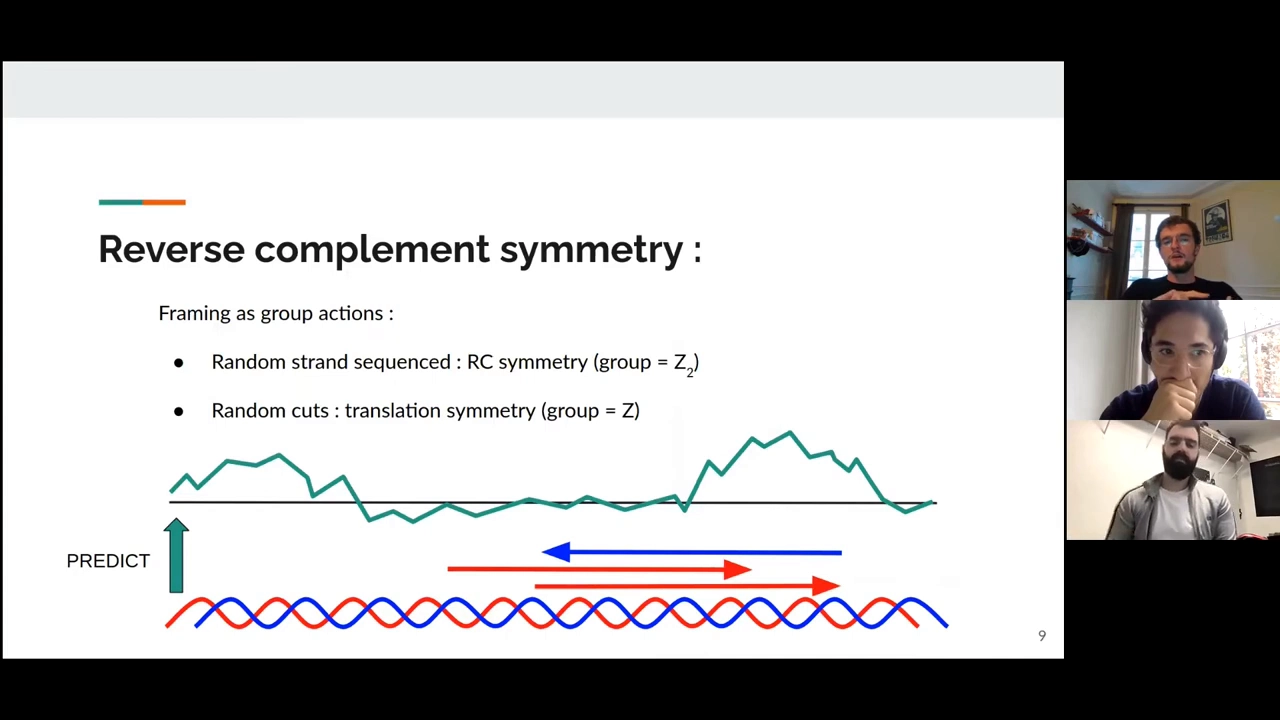 Reverse complement symmetry :
Framing as group actions :
● Random strand sequenced : RC symmetry (group = Z₂)
● Random cuts : translation symmetry (group = Z)
PREDICT
9